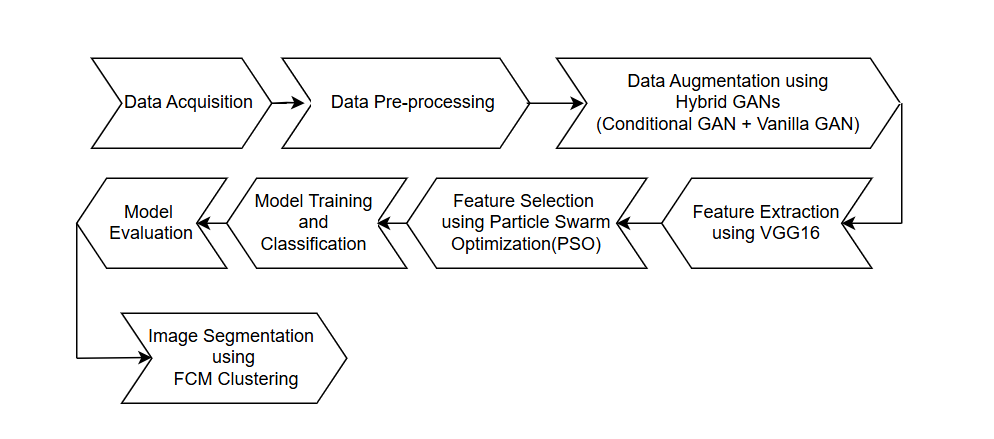 Data Acquisition
Data Pre-processing
Data Augmentation using
Hybrid GANs
(Conditional GAN + Vanilla GAN)
Feature Extraction
using VGG16
Feature Selection
using Particle Swarm
Optimization(PSO)
Model Training
and
Classification
Model
Evaluation
Image Segmentation
using
FCM Clustering